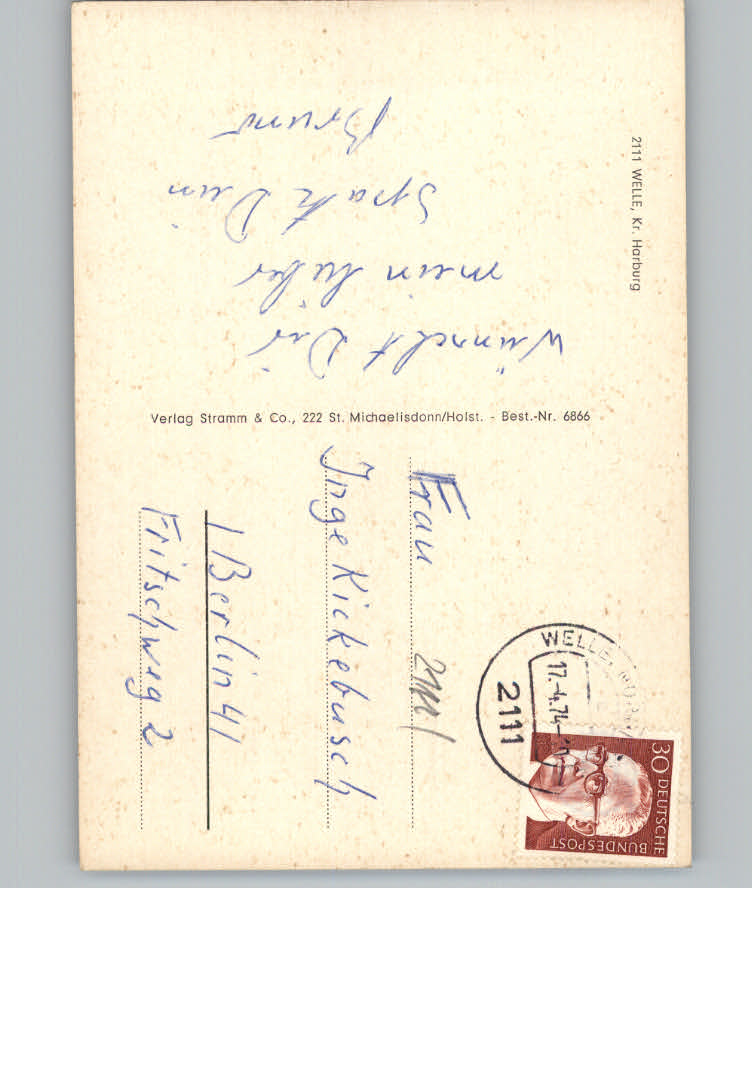 2111 WELLE, Kr. Harburg
wünscht Dir
mein lieber
Spatz Dein
Bruno
Verlag Stramm & Co., 222 St. Michaelisdonn/Holst. - Best.-Nr. 6866
WELLE,
17.-4.74
2111
30 DEUTSCHE
BUNDESPOST
Frau
Inge Kickebusch
1 Berlin 41
Fritschweg 2